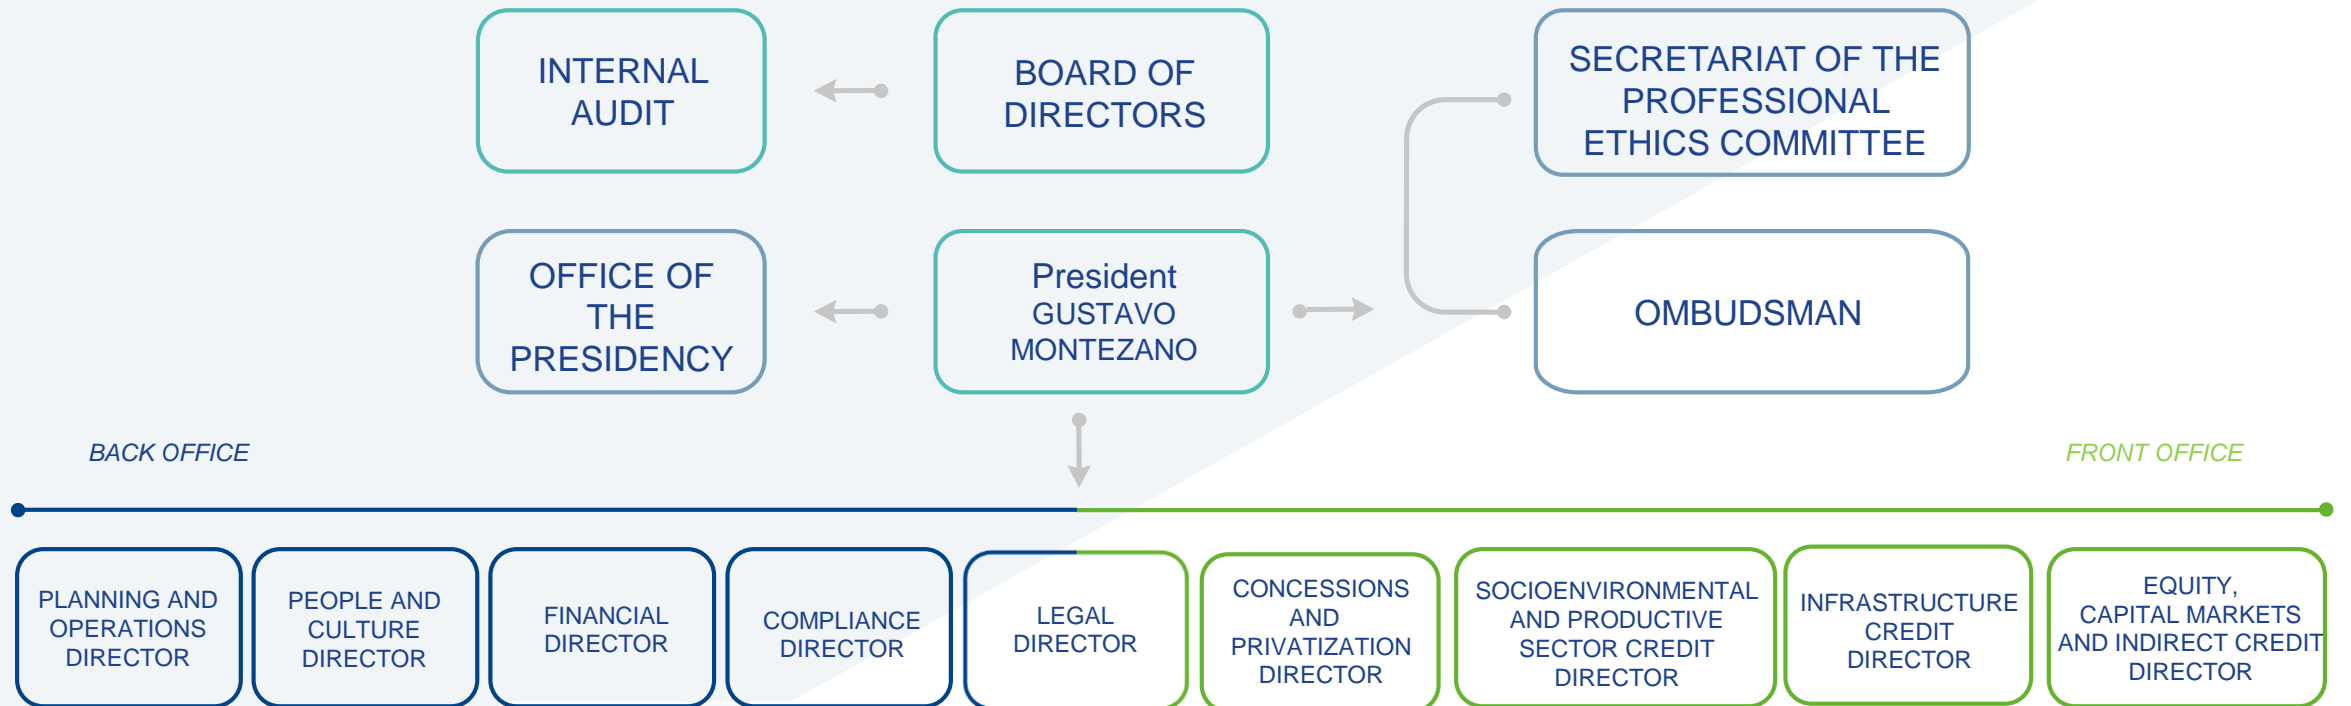 INTERNAL
AUDIT
BOARD OF
DIRECTORS
SECRETARIAT OF THE
PROFESSIONAL
ETHICS COMMITTEE
OFFICE OF
THE
PRESIDENCY
President
GUSTAVO
MONTEZANO
OMBUDSMAN
BACK OFFICE
FRONT OFFICE
PLANNING AND
OPERATIONS
DIRECTOR
PEOPLE AND
CULTURE
DIRECTOR
FINANCIAL
DIRECTOR
COMPLIANCE
DIRECTOR
LEGAL
DIRECTOR
CONCESSIONS
AND
PRIVATIZATION
DIRECTOR
SOCIOENVIRONMENTAL
AND PRODUCTIVE
SECTOR CREDIT
DIRECTOR
INFRASTRUCTURE
CREDIT
DIRECTOR
EQUITY,
CAPITAL MARKETS
AND INDIRECT CREDIT
DIRECTOR